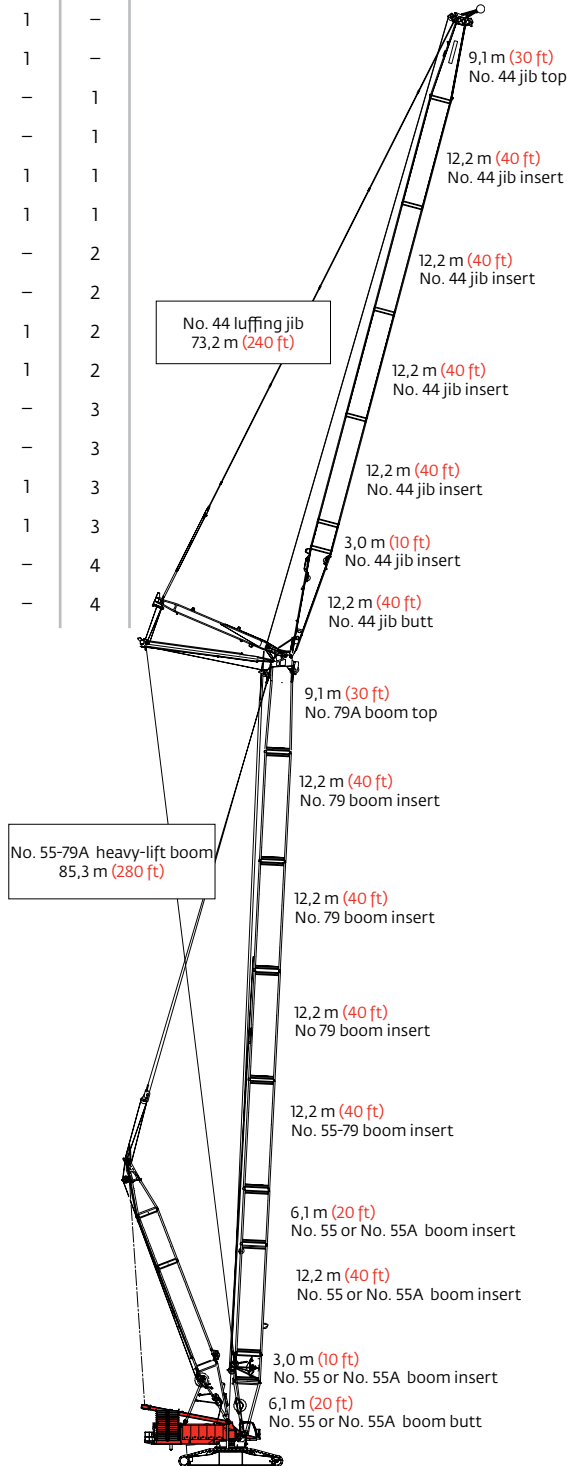 1 –
1 –
– 1
– 1
1 1
1 1
– 2
– 2
1 2
1 2
– 3
– 3
1 3
1 3
– 4
– 4
9,1 m (30 ft)
No. 44 jib top
12,2 m (40 ft)
No. 44 jib insert
12,2 m (40 ft)
No. 44 jib insert
No. 44 luffing jib
73,2 m (240 ft)
12,2 m (40 ft)
No. 44 jib insert
12,2 m (40 ft)
No. 44 jib insert
3,0 m (10 ft)
No. 44 jib insert
12,2 m (40 ft)
No. 44 jib butt
9,1 m (30 ft)
No. 79A boom top
12,2 m (40 ft)
No. 79 boom insert
No. 55-79A heavy-lift boom
85,3 m (280 ft)
12,2 m (40 ft)
No. 79 boom insert
12,2 m (40 ft)
No 79 boom insert
12,2 m (40 ft)
No. 55-79 boom insert
6,1 m (20 ft)
No. 55 or No. 55A boom insert
12,2 m (40 ft)
No. 55 or No. 55A boom insert
3,0 m (10 ft)
No. 55 or No. 55A boom insert
6,1 m (20 ft)
No. 55 or No. 55A boom butt